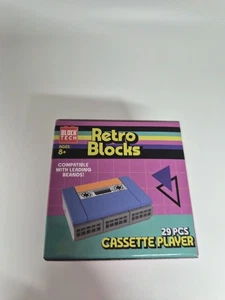 BLOCK
TECH
AGES
8+
Retro
Blocks
COMPATIBLE
WITH LEADING
BRANDS!
29 PCS
CASSETTE PLAYER